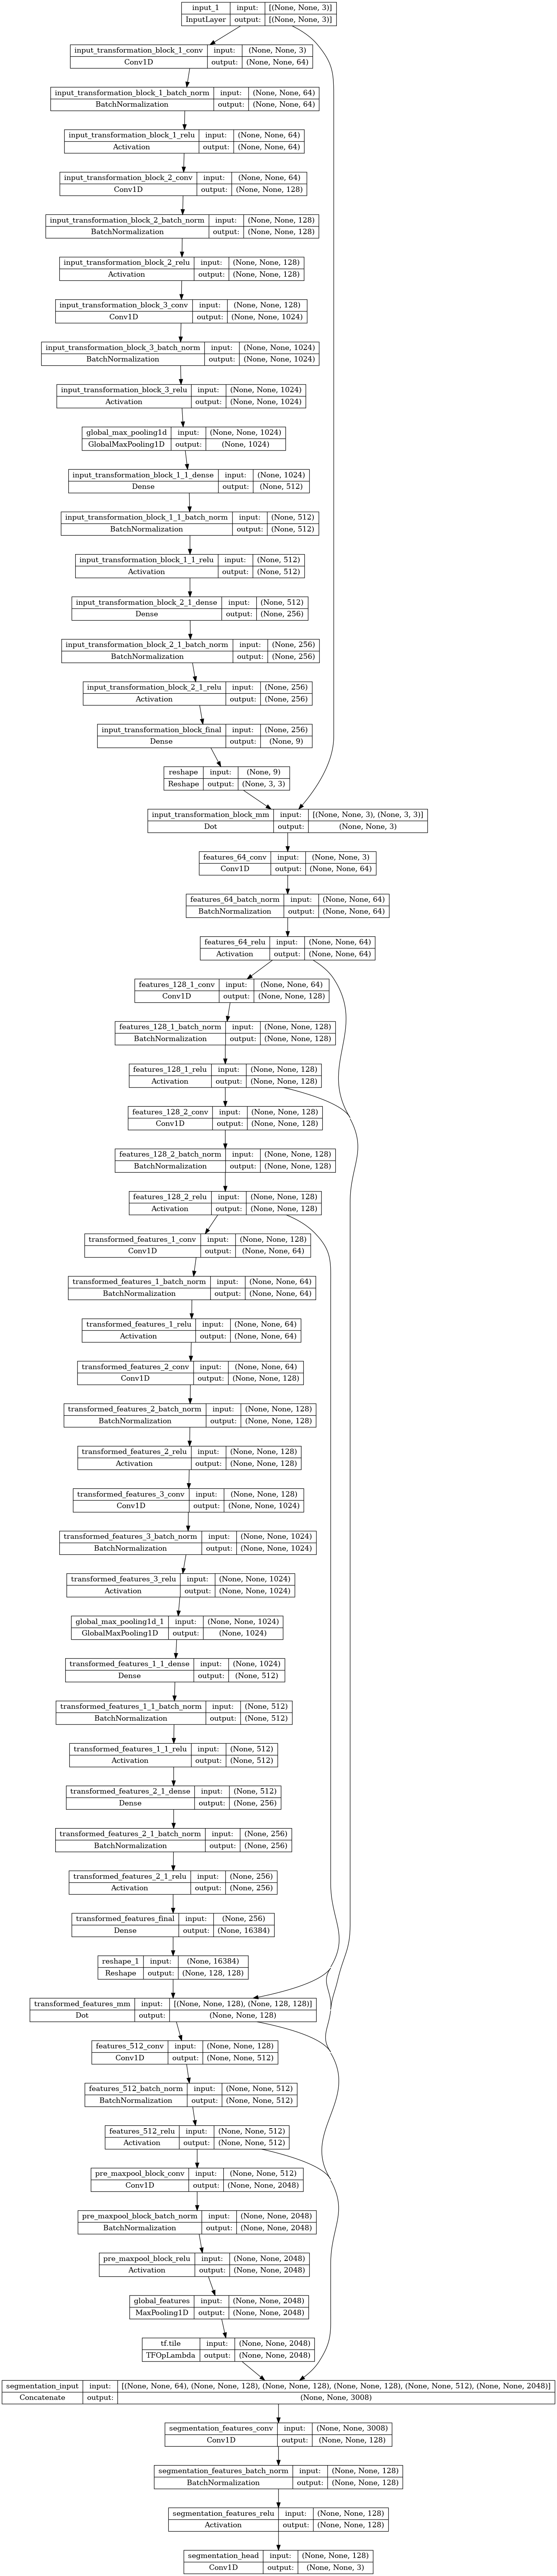 input_1 input: [(None, None, 3)]
InputLayer output: [(None, None, 3)]
input_transformation_block_1_conv input: (None, None, 3)
Conv1D output: (None, None, 64)
input_transformation_block_1_batch_norm input: (None, None, 64)
BatchNormalization output: (None, None, 64)
input_transformation_block_1_relu input: (None, None, 64)
Activation output: (None, None, 64)
input_transformation_block_2_conv input: (None, None, 64)
Conv1D output: (None, None, 128)
input_transformation_block_2_batch_norm input: (None, None, 128)
BatchNormalization output: (None, None, 128)
input_transformation_block_2_relu input: (None, None, 128)
Activation output: (None, None, 128)
input_transformation_block_3_conv input: (None, None, 128)
Conv1D output: (None, None, 1024)
input_transformation_block_3_batch_norm input: (None, None, 1024)
BatchNormalization output: (None, None, 1024)
input_transformation_block_3_relu input: (None, None, 1024)
Activation output: (None, None, 1024)
global_max_pooling1d input: (None, None, 1024)
GlobalMaxPooling1D output: (None, 1024)
input_transformation_block_1_1_dense input: (None, 1024)
Dense output: (None, 512)
input_transformation_block_1_1_batch_norm input: (None, 512)
BatchNormalization output: (None, 512)
input_transformation_block_1_1_relu input: (None, 512)
Activation output: (None, 512)
input_transformation_block_2_1_dense input: (None, 512)
Dense output: (None, 256)
input_transformation_block_2_1_batch_norm input: (None, 256)
BatchNormalization output: (None, 256)
input_transformation_block_2_1_relu input: (None, 256)
Activation output: (None, 256)
input_transformation_block_final input: (None, 256)
Dense output: (None, 9)
reshape input: (None, 9)
Reshape output: (None, 3, 3)
input_transformation_block_mm input: [(None, None, 3), (None, 3, 3)]
Dot output: (None, None, 3)
features_64_conv input: (None, None, 3)
Conv1D output: (None, None, 64)
features_64_batch_norm input: (None, None, 64)
BatchNormalization output: (None, None, 64)
features_64_relu input: (None, None, 64)
Activation output: (None, None, 64)
features_128_1_conv input: (None, None, 64)
Conv1D output: (None, None, 128)
features_128_1_batch_norm input: (None, None, 128)
BatchNormalization output: (None, None, 128)
features_128_1_relu input: (None, None, 128)
Activation output: (None, None, 128)
features_128_2_conv input: (None, None, 128)
Conv1D output: (None, None, 128)
features_128_2_batch_norm input: (None, None, 128)
BatchNormalization output: (None, None, 128)
features_128_2_relu input: (None, None, 128)
Activation output: (None, None, 128)
transformed_features_1_conv input: (None, None, 128)
Conv1D output: (None, None, 64)
transformed_features_1_batch_norm input: (None, None, 64)
BatchNormalization output: (None, None, 64)
transformed_features_1_relu input: (None, None, 64)
Activation output: (None, None, 64)
transformed_features_2_conv input: (None, None, 64)
Conv1D output: (None, None, 128)
transformed_features_2_batch_norm input: (None, None, 128)
BatchNormalization output: (None, None, 128)
transformed_features_2_relu input: (None, None, 128)
Activation output: (None, None, 128)
transformed_features_3_conv input: (None, None, 128)
Conv1D output: (None, None, 1024)
transformed_features_3_batch_norm input: (None, None, 1024)
BatchNormalization output: (None, None, 1024)
transformed_features_3_relu input: (None, None, 1024)
Activation output: (None, None, 1024)
global_max_pooling1d_1 input: (None, None, 1024)
GlobalMaxPooling1D output: (None, 1024)
transformed_features_1_1_dense input: (None, 1024)
Dense output: (None, 512)
transformed_features_1_1_batch_norm input: (None, 512)
BatchNormalization output: (None, 512)
transformed_features_1_1_relu input: (None, 512)
Activation output: (None, 512)
transformed_features_2_1_dense input: (None, 512)
Dense output: (None, 256)
transformed_features_2_1_batch_norm input: (None, 256)
BatchNormalization output: (None, 256)
transformed_features_2_1_relu input: (None, 256)
Activation output: (None, 256)
transformed_features_final input: (None, 256)
Dense output: (None, 16384)
reshape_1 input: (None, 16384)
Reshape output: (None, 128, 128)
transformed_features_mm input: [(None, None, 128), (None, 128, 128)]
Dot output: (None, None, 128)
features_512_conv input: (None, None, 128)
Conv1D output: (None, None, 512)
features_512_batch_norm input: (None, None, 512)
BatchNormalization output: (None, None, 512)
features_512_relu input: (None, None, 512)
Activation output: (None, None, 512)
pre_maxpool_block_conv input: (None, None, 512)
Conv1D output: (None, None, 2048)
pre_maxpool_block_batch_norm input: (None, None, 2048)
BatchNormalization output: (None, None, 2048)
pre_maxpool_block_relu input: (None, None, 2048)
Activation output: (None, None, 2048)
global_features input: (None, None, 2048)
MaxPooling1D output: (None, None, 2048)
tf.tile input: (None, None, 2048)
TFOpLambda output: (None, None, 2048)
segmentation_input input: [(None, None, 64), (None, None, 128), (None, None, 128), (None, None, 128), (None, None, 512), (None, None, 2048)]
Concatenate output: (None, None, 3008)
segmentation_features_conv input: (None, None, 3008)
Conv1D output: (None, None, 128)
segmentation_features_batch_norm input: (None, None, 128)
BatchNormalization output: (None, None, 128)
segmentation_features_relu input: (None, None, 128)
Activation output: (None, None, 128)
segmentation_head input: (None, None, 128)
Conv1D output: (None, None, 3)